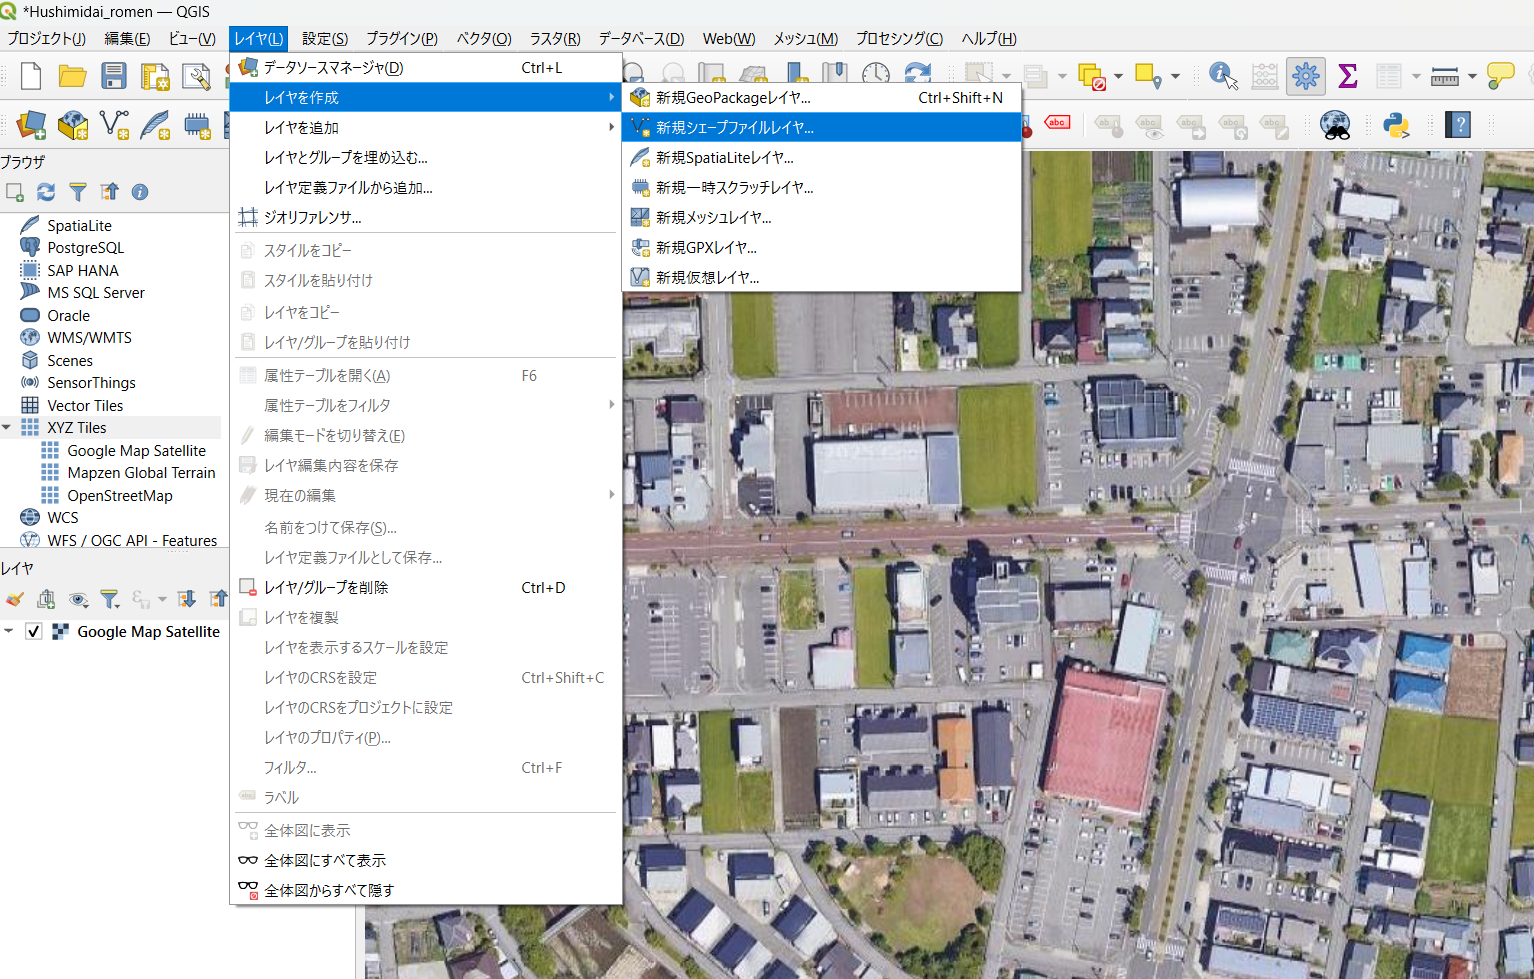 *Hushimidai_romen — QGIS
プロジェクト(J) 編集(E) ビュー(V) レイヤ(L) 設定(S) プラグイン(P) ベクタ(O) ラスタ(R) データベース(D) Web(W) メッシュ(M) プロセシング(C) ヘルプ(H)
データソースマネージャ(D) Ctrl+L
レイヤを作成
レイヤを追加
レイヤとグループを埋め込む...
レイヤ定義ファイルから追加...
ジオリファレンサ...
スタイルをコピー
スタイルを貼り付け
レイヤをコピー
レイヤ/グループを貼り付け
属性テーブルを開く(A) F6
属性テーブルをフィルタ
編集モードを切り替え(E)
レイヤ編集内容を保存
現在の編集
名前をつけて保存(S)...
レイヤ定義ファイルとして保存...
レイヤ/グループを削除 Ctrl+D
レイヤを複製
レイヤを表示するスケールを設定
レイヤのCRSを設定 Ctrl+Shift+C
レイヤのCRSをプロジェクトに設定
レイヤのプロパティ(P)...
フィルタ... Ctrl+F
ラベル
全体図に表示
全体図にすべて表示
全体図からすべて隠す
新規GeoPackageレイヤ... Ctrl+Shift+N
新規シェープファイルレイヤ...
新規SpatiaLiteレイヤ...
新規一時スクラッチレイヤ...
新規メッシュレイヤ...
新規GPXレイヤ...
新規仮想レイヤ...
abc
ブラウザ
SpatiaLite
PostgreSQL
SAP HANA
MS SQL Server
Oracle
WMS/WMTS
Scenes
SensorThings
Vector Tiles
XYZ Tiles
Google Map Satellite
Mapzen Global Terrain
OpenStreetMap
WCS
WFS / OGC API - Features
レイヤ
Google Map Satellite